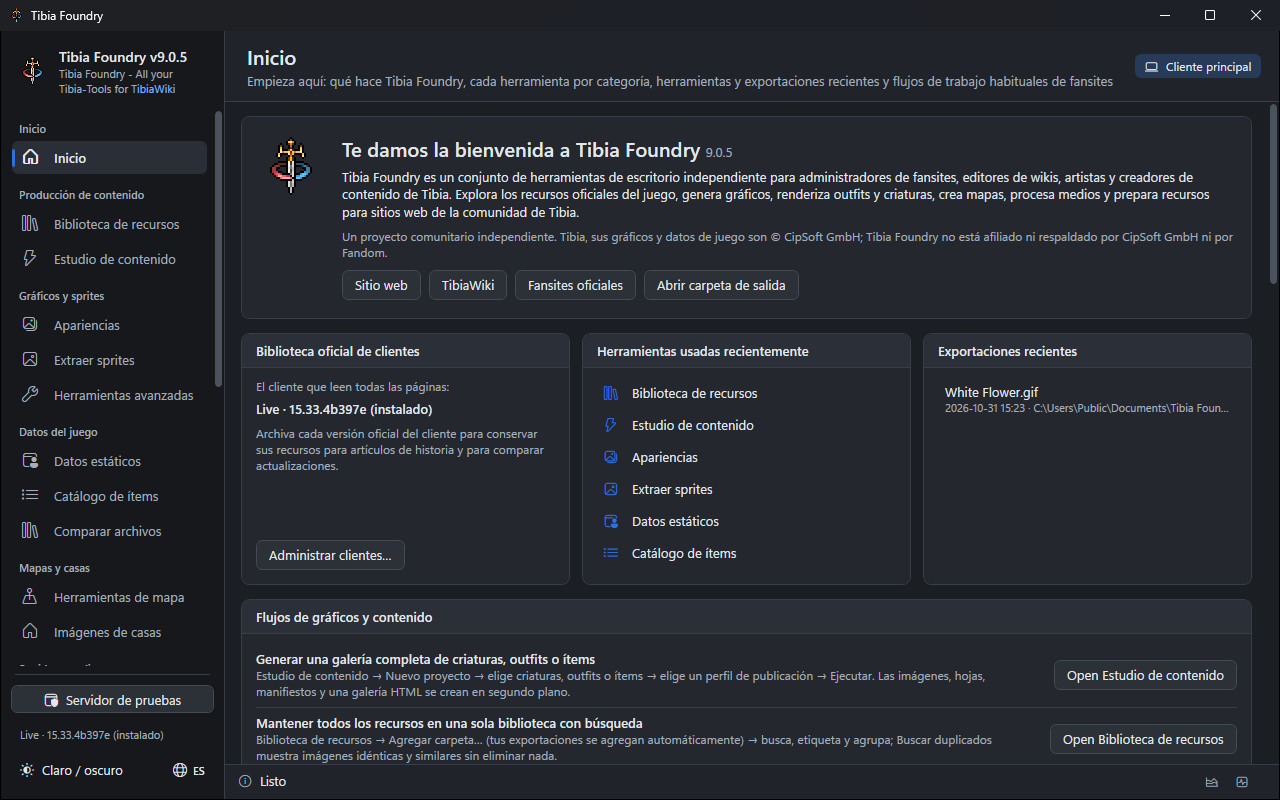 Tibia Foundry
Tibia Foundry v9.0.5
Tibia Foundry - All your
Tibia-Tools for TibiaWiki
Inicio
Inicio
Producción de contenido
Biblioteca de recursos
Estudio de contenido
Gráficos y sprites
Apariencias
Extraer sprites
Herramientas avanzadas
Datos del juego
Datos estáticos
Catálogo de ítems
Comparar archivos
Mapas y casas
Herramientas de mapa
Imágenes de casas
Servidor de pruebas
Live · 15.33.4b397e (instalado)
Claro / oscuro
ES
Inicio
Empieza aquí: qué hace Tibia Foundry, cada herramienta por categoría, herramientas y exportaciones recientes y flujos de trabajo habituales de fansites
Cliente principal
Te damos la bienvenida a Tibia Foundry 9.0.5
Tibia Foundry es un conjunto de herramientas de escritorio independiente para administradores de fansites, editores de wikis, artistas y creadores de
contenido de Tibia. Explora los recursos oficiales del juego, genera gráficos, renderiza outfits y criaturas, crea mapas, procesa medios y prepara recursos
para sitios web de la comunidad de Tibia.
Un proyecto comunitario independiente. Tibia, sus gráficos y datos de juego son © CipSoft GmbH; Tibia Foundry no está afiliado ni respaldado por CipSoft GmbH ni por
Fandom.
Sitio web
TibiaWiki
Fansites oficiales
Abrir carpeta de salida
Biblioteca oficial de clientes
El cliente que leen todas las páginas:
Live · 15.33.4b397e (instalado)
Archiva cada versión oficial del cliente para conservar
sus recursos para artículos de historia y para comparar
actualizaciones.
Administrar clientes...
Herramientas usadas recientemente
Biblioteca de recursos
Estudio de contenido
Apariencias
Extraer sprites
Datos estáticos
Catálogo de ítems
Exportaciones recientes
White Flower.gif
2026-10-31 15:23 · C:\Users\Public\Documents\Tibia Foun...
Flujos de gráficos y contenido
Generar una galería completa de criaturas, outfits o ítems
Estudio de contenido → Nuevo proyecto → elige criaturas, outfits o ítems → elige un perfil de publicación → Ejecutar. Las imágenes, hojas,
manifiestos y una galería HTML se crean en segundo plano.
Open Estudio de contenido
Mantener todos los recursos en una sola biblioteca con búsqueda
Biblioteca de recursos → Agregar carpeta... (tus exportaciones se agregan automáticamente) → busca, etiqueta y agrupa; Buscar duplicados
muestra imágenes idénticas y similares sin eliminar nada.
Open Biblioteca de recursos
Listo